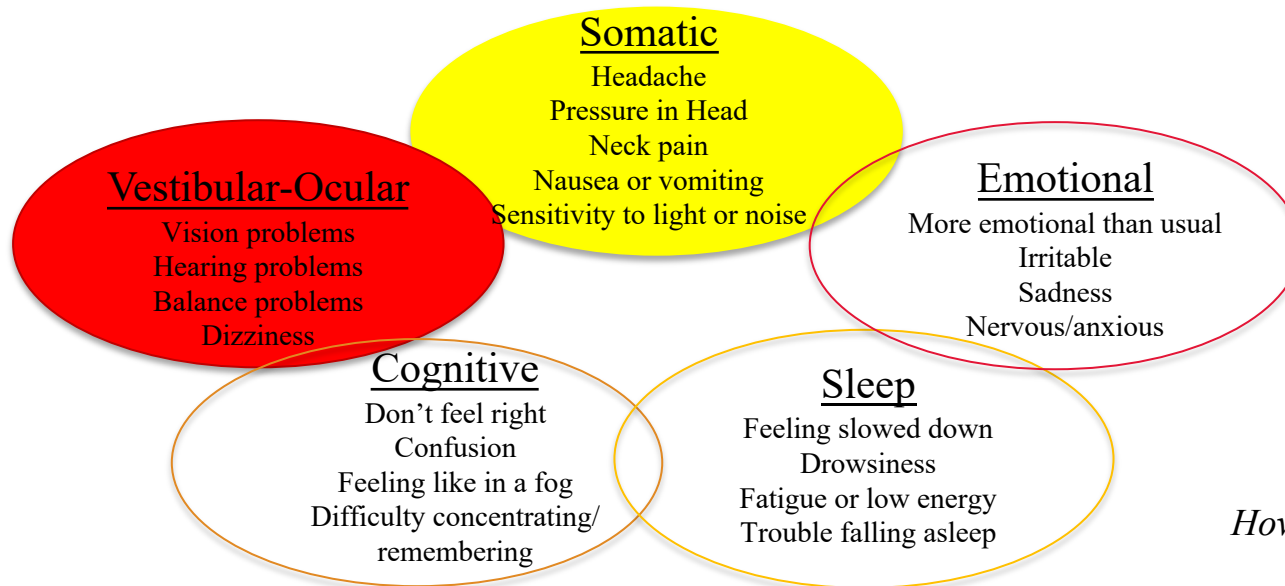 Somatic
Headache
Pressure in Head
Neck pain
Nausea or vomiting
Sensitivity to light or noise
Vestibular-Ocular
Vision problems
Hearing problems
Balance problems
Dizziness
Emotional
More emotional than usual
Irritable
Sadness
Nervous/anxious
Cognitive
Don’t feel right
Confusion
Feeling like in a fog
Difficulty concentrating/
remembering
Sleep
Feeling slowed down
Drowsiness
Fatigue or low energy
Trouble falling asleep